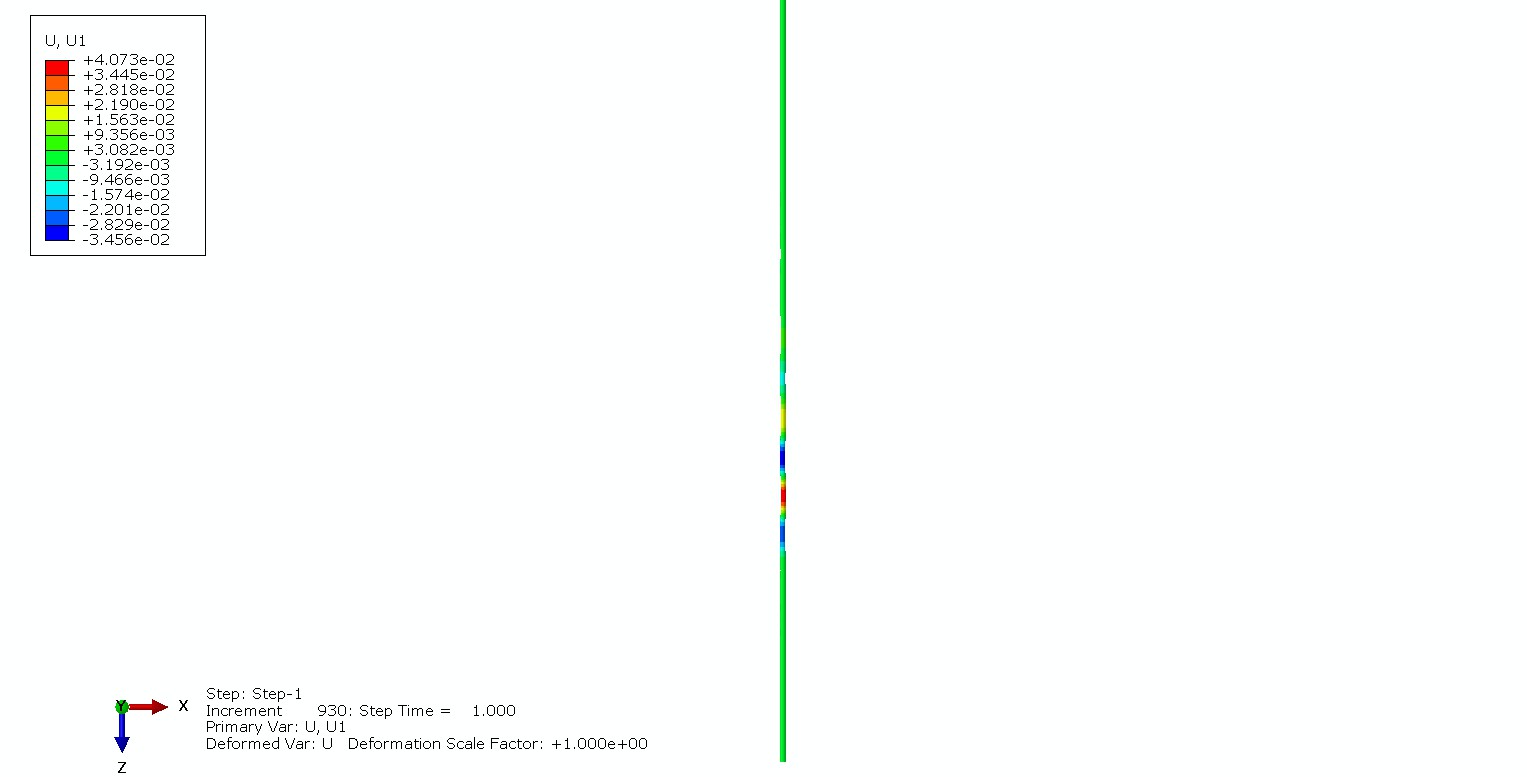 U, U1
+4.073e-02
+3.445e-02
+2.818e-02
+2.190e-02
+1.563e-02
+9.356e-03
+3.082e-03
-3.192e-03
-9.466e-03
-1.574e-02
-2.201e-02
-2.829e-02
-3.456e-02
Y
X
Z
Step: Step-1
Increment 930: Step Time = 1.000
Primary Var: U, U1
Deformed Var: U Deformation Scale Factor: +1.000e+00